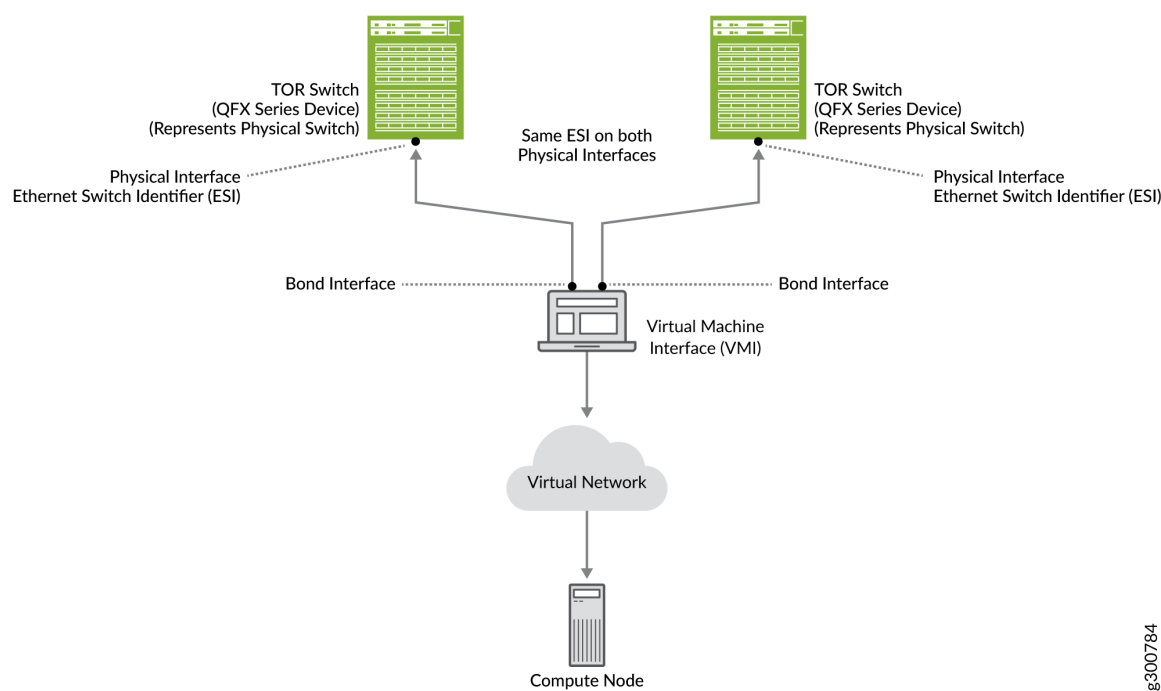 TOR Switch
(QFX Series Device)
(Represents Physical Switch)
TOR Switch
(QFX Series Device)
(Represents Physical Switch)
Same ESI on both
Physical Interfaces
Physical Interface
Ethernet Switch Identifier (ESI)
Physical Interface
Ethernet Switch Identifier (ESI)
Bond Interface
Bond Interface
Virtual Machine
Interface (VMI)
Virtual Network
Compute Node
g300784